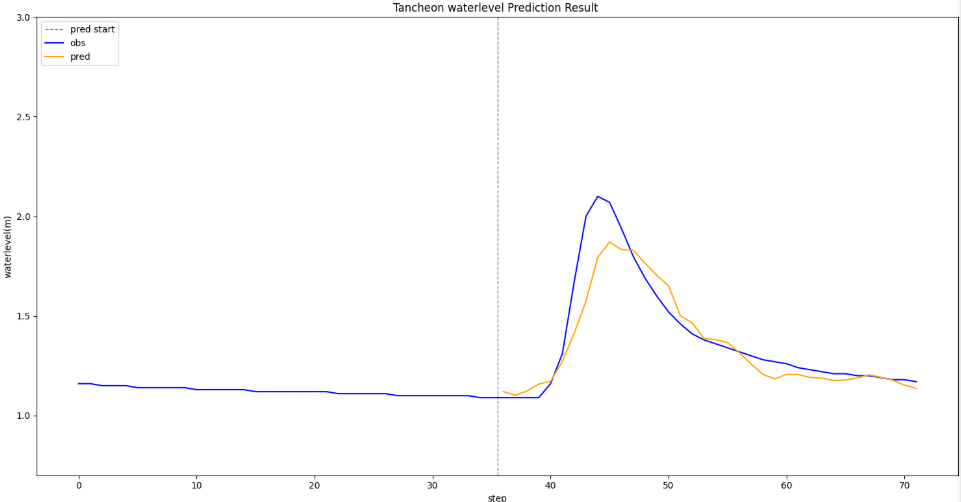 Tancheon waterlevel Prediction Result
3.0
pred start
obs
pred
2.5
2.0
waterlevel(m)
1.5
1.0
0 10 20 30 40 50 60 70
step